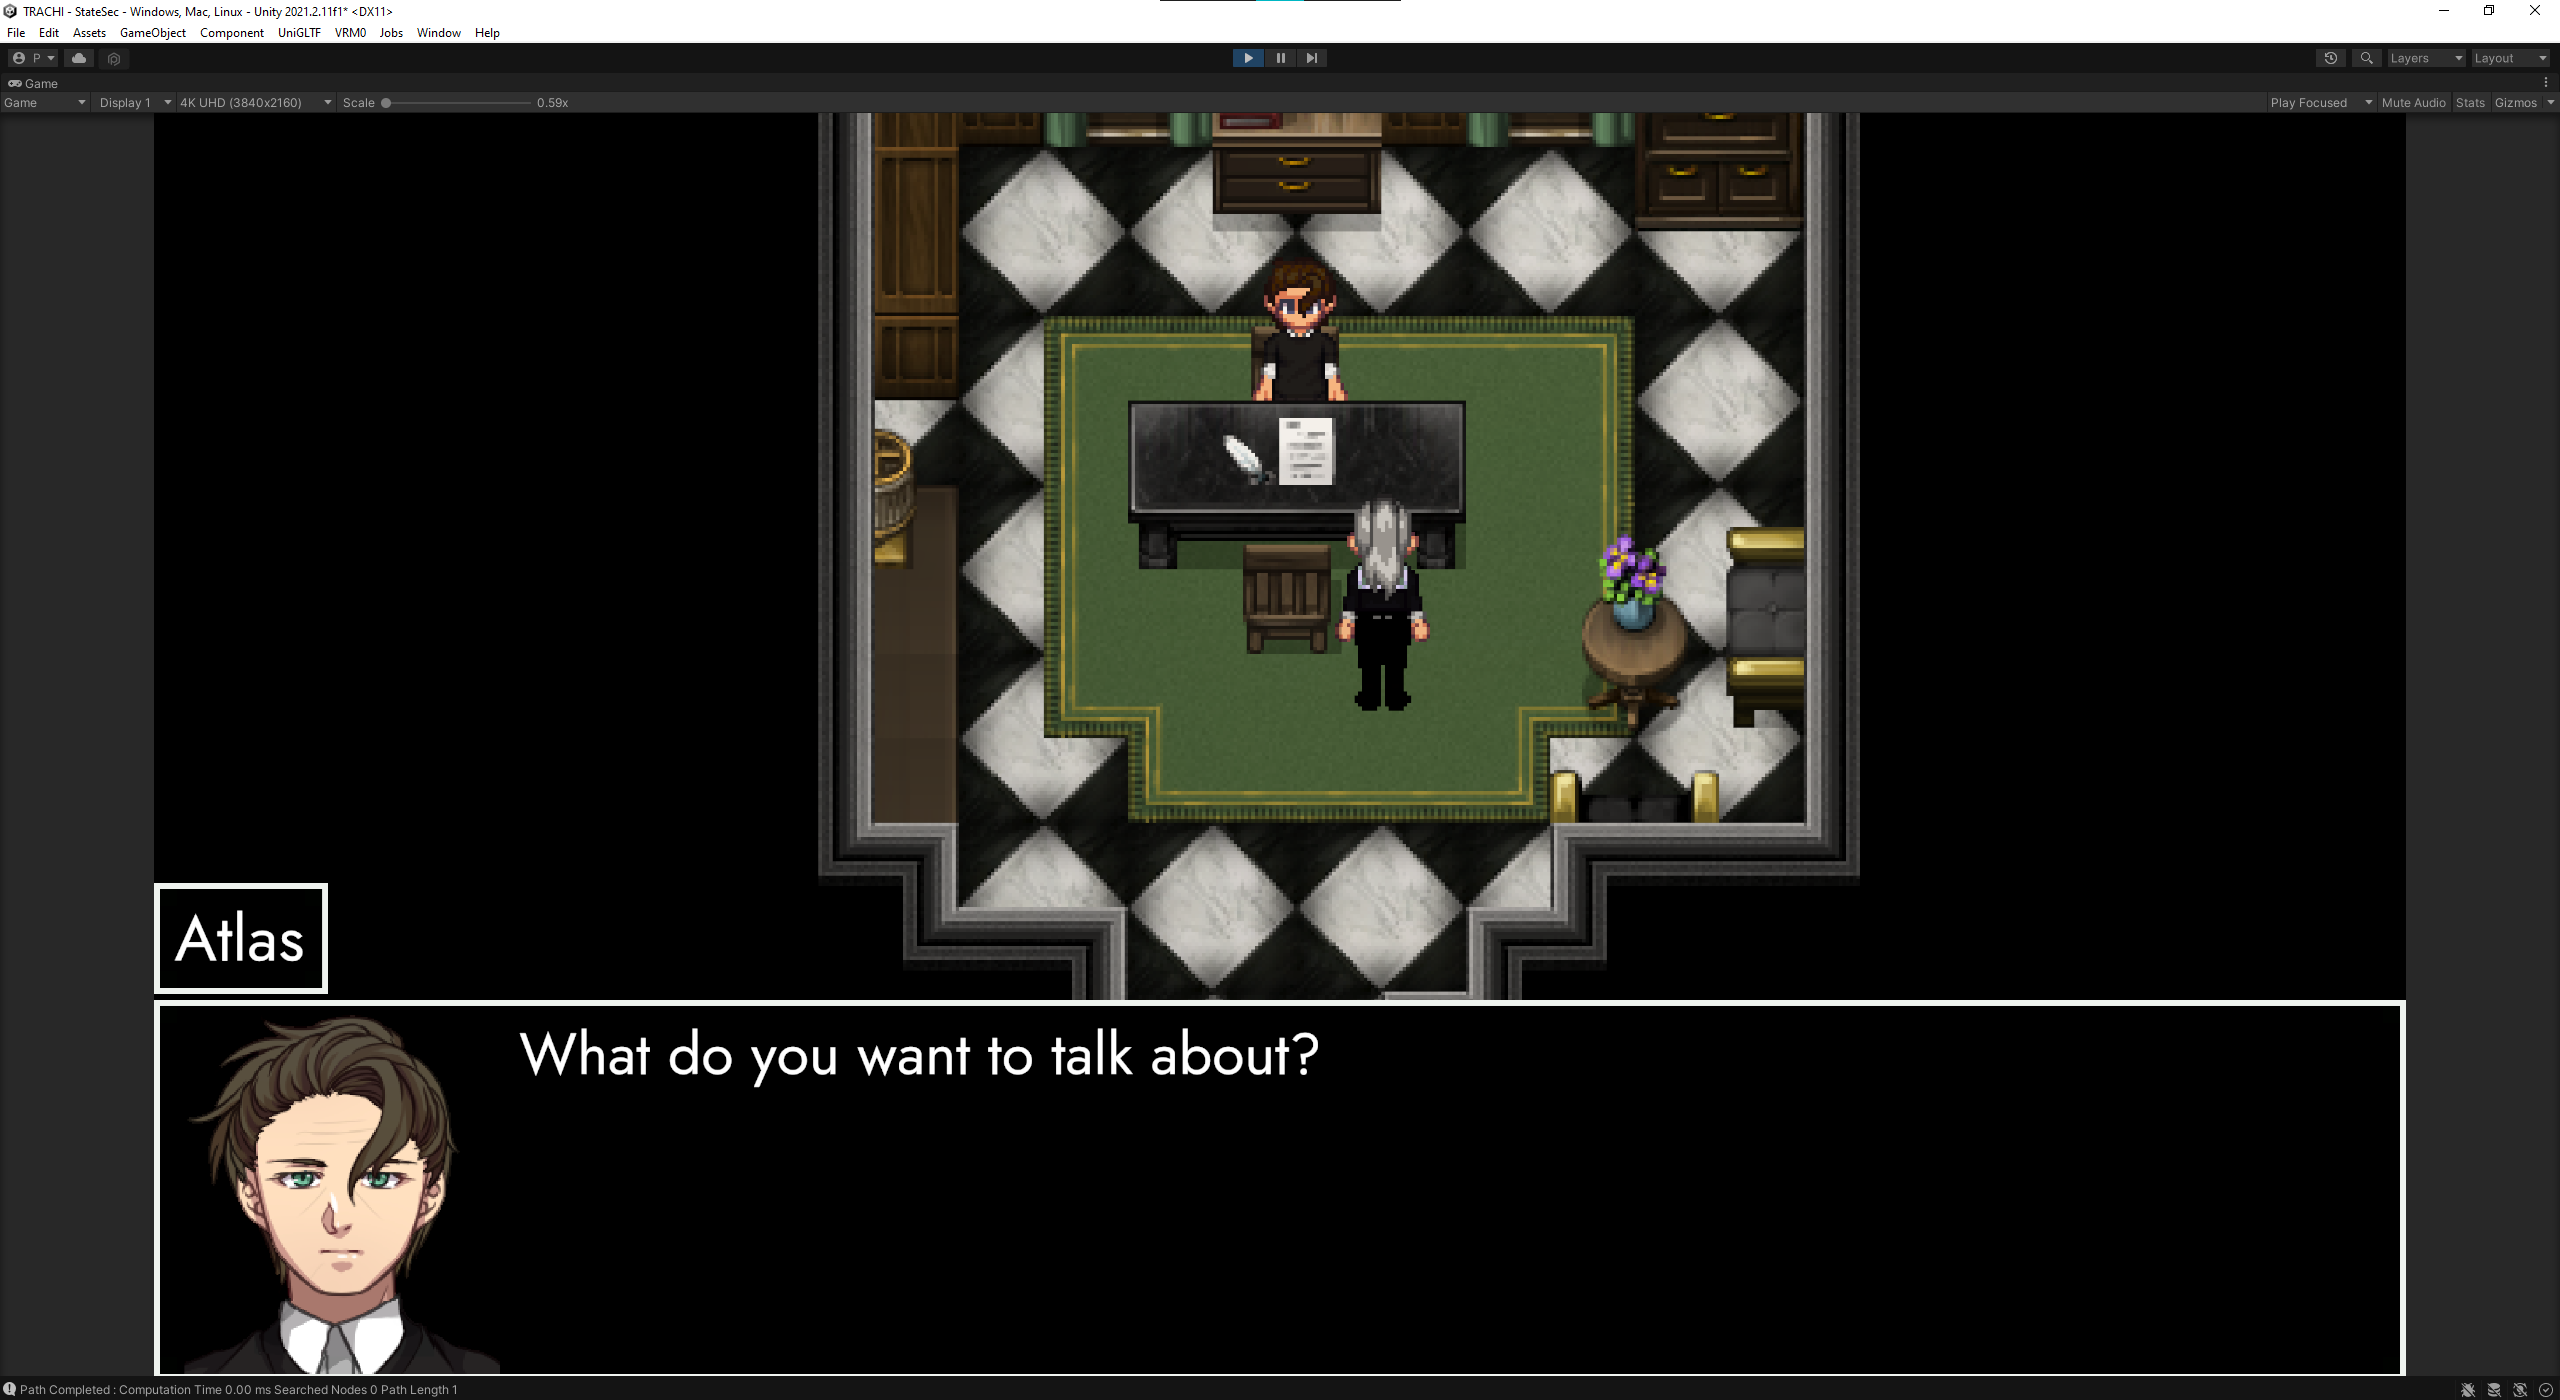 TRACHI - StateSec - Windows, Mac, Linux - Unity 2021.2.11f1* <DX11>
File Edit Assets GameObject Component UniGLTF VRM0 Jobs Window Help
P Layers Layout
Game
Game Display 1 4K UHD (3840x2160) Scale 0.59x Play Focused Mute Audio Stats Gizmos
Atlas
What do you want to talk about?
Path Completed : Computation Time 0.00 ms Searched Nodes 0 Path Length 1